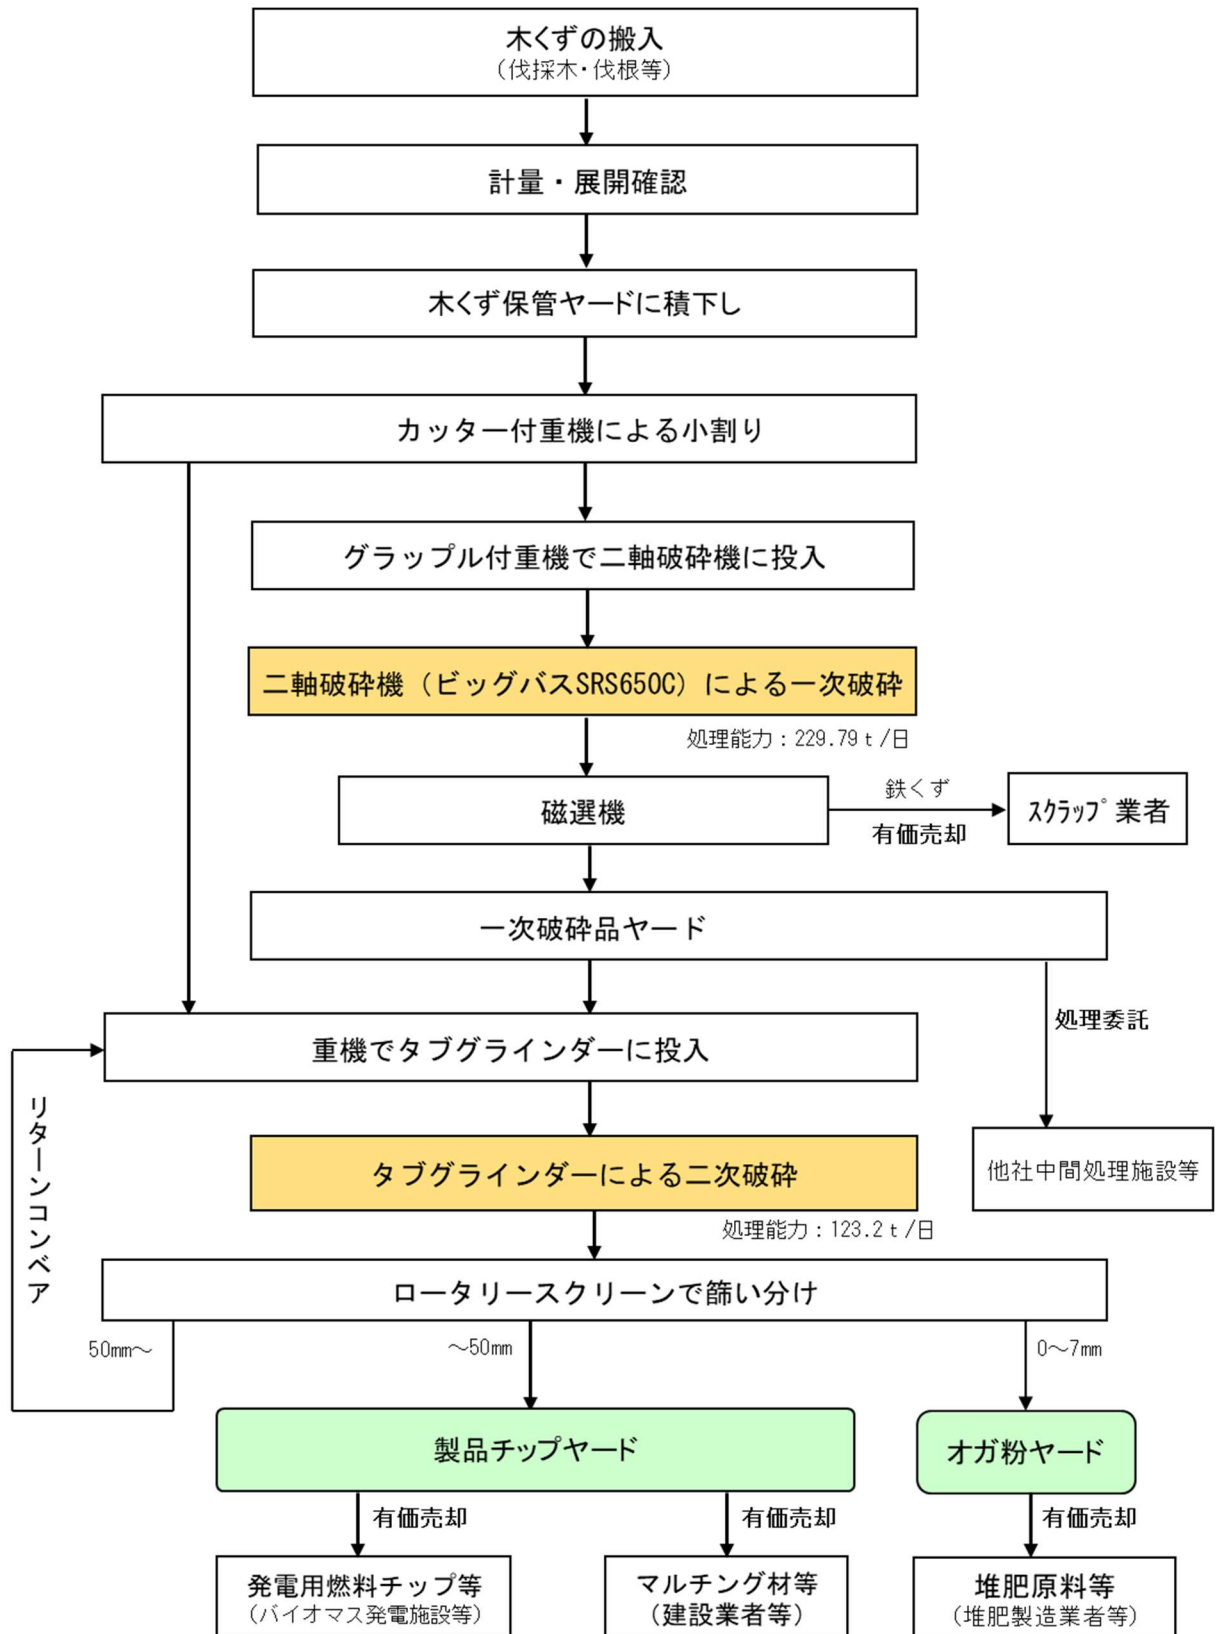 木くずの搬入
（伐採木・伐根等）
計量・展開確認
木くず保管ヤードに積下し
カッター付重機による小割り
グラップル付重機で二軸破砕機に投入
二軸破砕機（ビッグバスSRS650C）による一次破砕
処理能力：229.79ｔ/日
磁選機
鉄くず
有価売却
ｽｸﾗｯﾌﾟ業者
一次破砕品ヤード
処理委託
重機でタブグラインダーに投入
リターンコンベア
タブグラインダーによる二次破砕
他社中間処理施設等
処理能力：123.2ｔ/日
ロータリースクリーンで篩い分け
50㎜～
～50㎜
0～7㎜
製品チップヤード
オガ粉ヤード
有価売却
有価売却
有価売却
発電用燃料チップ等
（バイオマス発電施設等）
マルチング材等
（建設業者等）
堆肥原料等
（堆肥製造業者等）